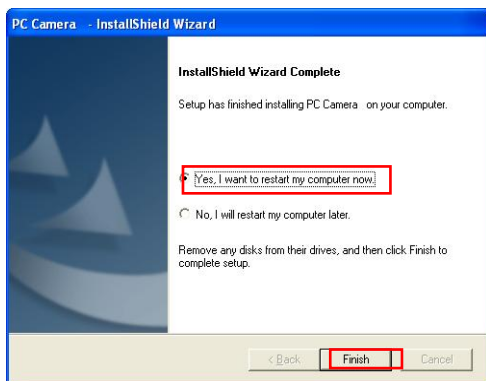 PC Camera - InstallShield Wizard
InstallShield Wizard Complete
Setup has finished installing PC Camera on your computer.
Yes, I want to restart my computer now.
No, I will restart my computer later.
Remove any disks from their drives, and then click Finish to
complete setup.
< Back
Finish
Cancel